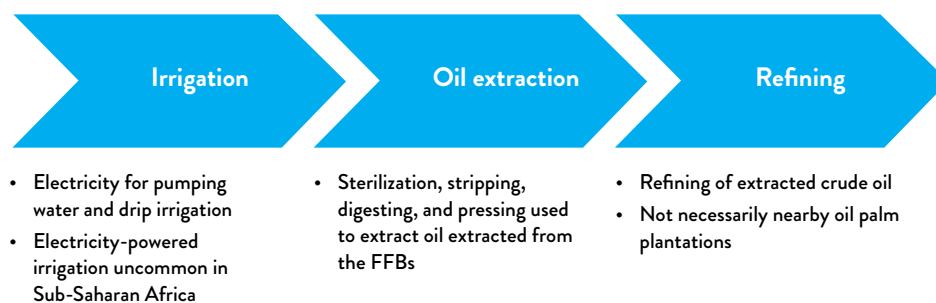 Irrigation
Oil extraction
Refining
• Electricity for pumping
water and drip irrigation
• Electricity-powered
irrigation uncommon in
Sub-Saharan Africa
• Sterilization, stripping,
digesting, and pressing used
to extract oil extracted from
the FFBs
• Refining of extracted crude oil
• Not necessarily nearby oil palm
plantations